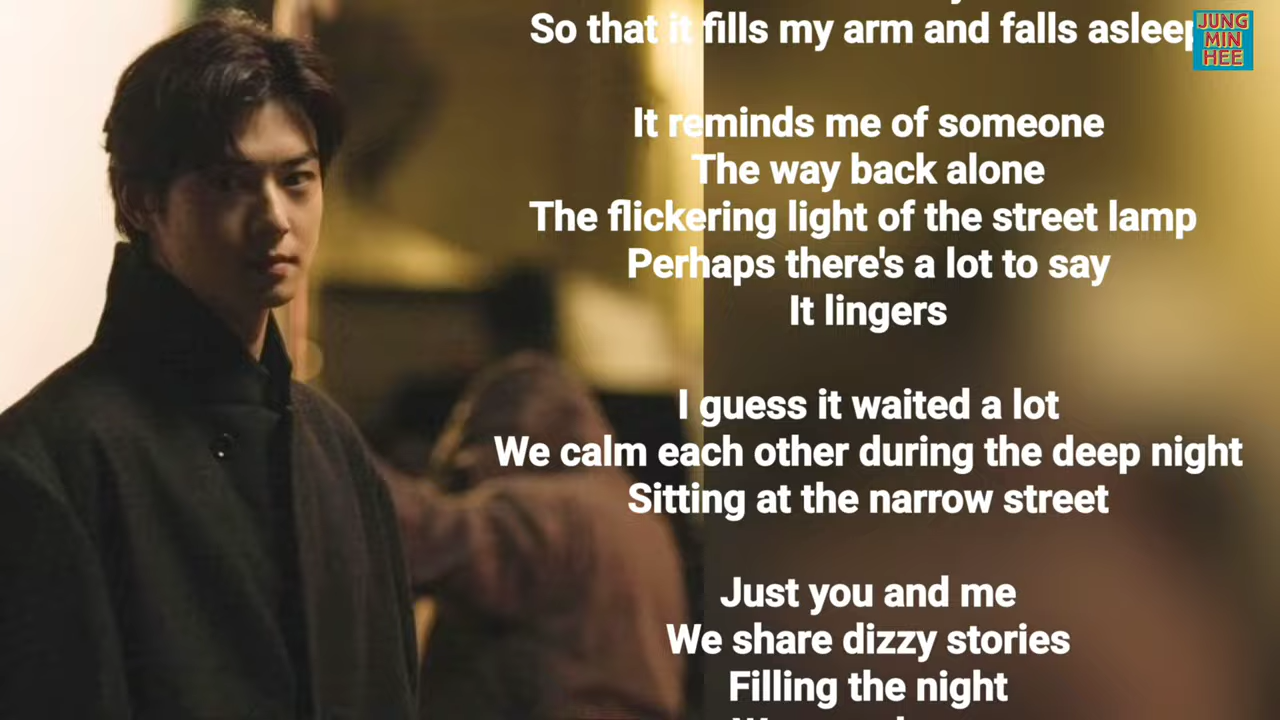 So that it fills my arm and falls asleep
JUNG
MIN
HEE
It reminds me of someone
The way back alone
The flickering light of the street lamp
Perhaps there's a lot to say
It lingers
I guess it waited a lot
We calm each other during the deep night
Sitting at the narrow street
Just you and me
We share dizzy stories
Filling the night